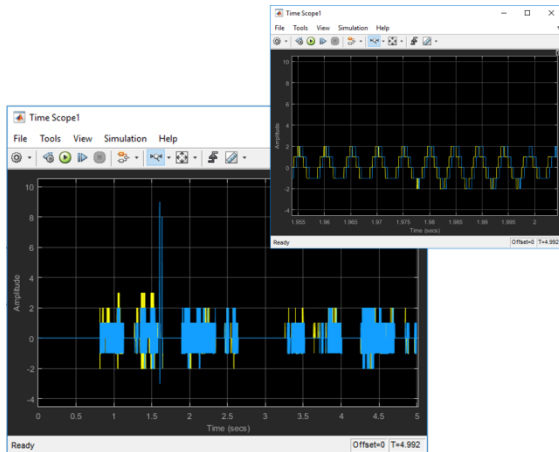 Time Scope1
File Tools View Simulation Help
10
8
6
4
2
0
-2
-4
Amplitude
1.955 1.96 1.965 1.97 1.975 1.98 1.985 1.99 1.995 2
Time (secs)
Ready Offset=0 T=4.992
Time Scope1
File Tools View Simulation Help
10
8
6
4
2
0
-2
-4
Amplitude
0 0.5 1 1.5 2 2.5 3 3.5 4 4.5 5
Time (secs)
Ready Offset=0 T=4.992